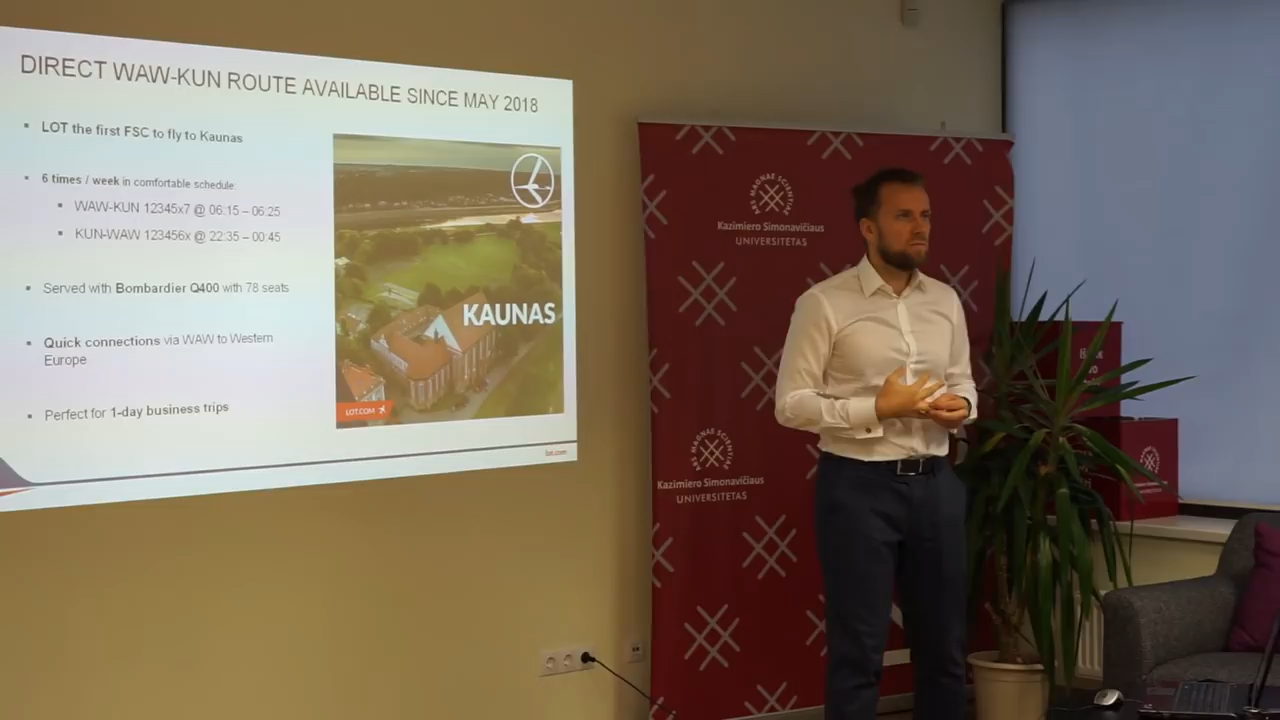 DIRECT WAW-KUN ROUTE AVAILABLE SINCE MAY 2018
LOT the first FSC to fly to Kaunas
6 times / week in comfortable schedule:
WAW-KUN 12345x7 @ 06:15 – 06:25
KUN-WAW 123456x @ 22:35 – 00:45
Served with Bombardier Q400 with 78 seats
Quick connections via WAW to Western
Europe
Perfect for 1-day business trips
KAUNAS
LOT.COM
lot.com
ARS MAGNAS SCIENTIAE
Kazimiero Simonavičiaus
UNIVERSITETAS
ARS MAGNAS SCIENTIAE
Kazimiero Simonavičiaus
UNIVERSITETAS